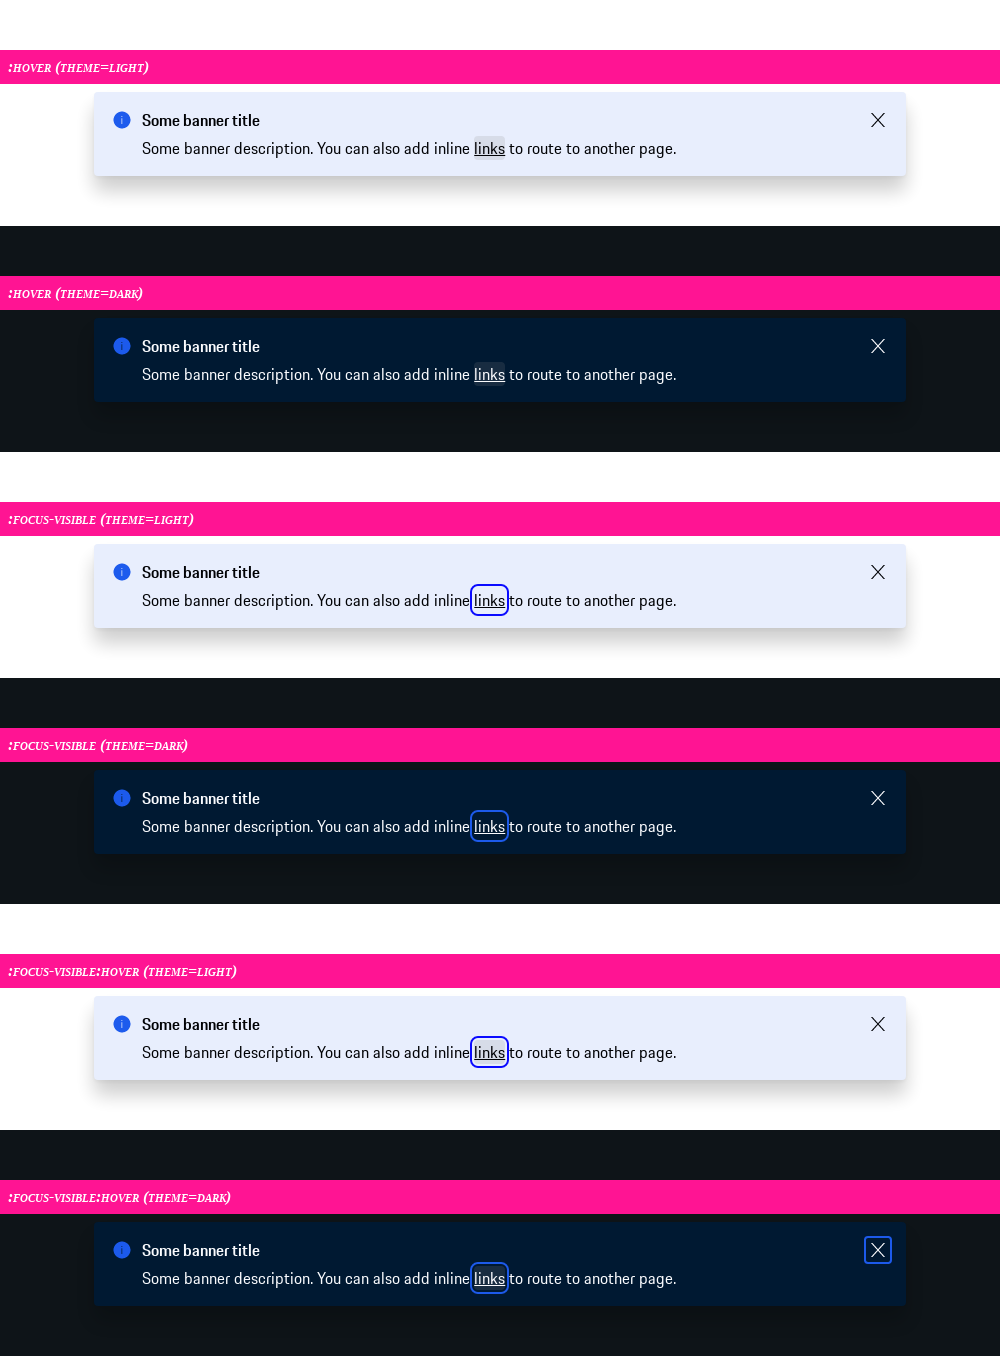 :hover (theme=light)
Some banner title
Some banner description. You can also add inline links to route to another page.
:hover (theme=dark)
Some banner title
Some banner description. You can also add inline links to route to another page.
:focus-visible (theme=light)
Some banner title
Some banner description. You can also add inline links to route to another page.
:focus-visible (theme=dark)
Some banner title
Some banner description. You can also add inline links to route to another page.
:focus-visible:hover (theme=light)
Some banner title
Some banner description. You can also add inline links to route to another page.
:focus-visible:hover (theme=dark)
Some banner title
Some banner description. You can also add inline links to route to another page.